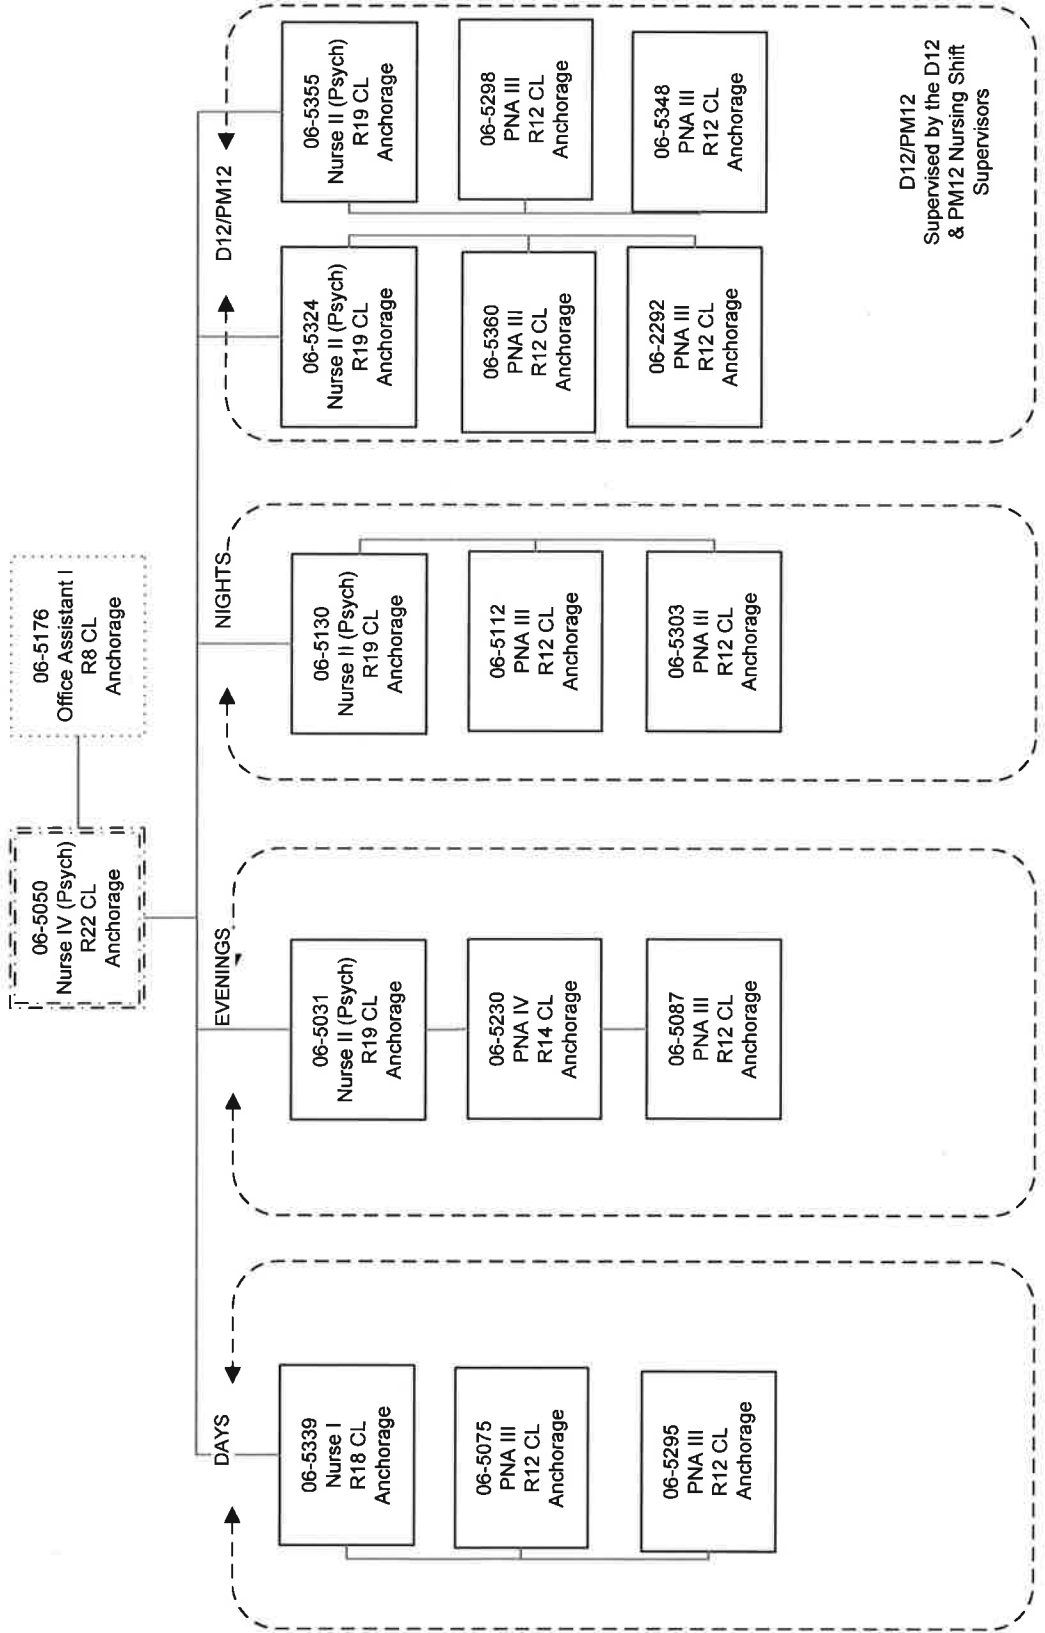 06-5050
Nurse IV (Psych)
R22 CL
Anchorage
06-5176
Office Assistant I
R8 CL
Anchorage
DAYS
06-5339
Nurse I
R18 CL
Anchorage
06-5075
PNA III
R12 CL
Anchorage
06-5295
PNA III
R12 CL
Anchorage
EVENINGS
06-5031
Nurse II (Psych)
R19 CL
Anchorage
06-5230
PNA IV
R14 CL
Anchorage
06-5087
PNA III
R12 CL
Anchorage
NIGHTS
06-5130
Nurse II (Psych)
R19 CL
Anchorage
06-5112
PNA III
R12 CL
Anchorage
06-5303
PNA III
R12 CL
Anchorage
D12/PM12
06-5324
Nurse II (Psych)
R19 CL
Anchorage
06-5360
PNA III
R12 CL
Anchorage
06-2292
PNA III
R12 CL
Anchorage
06-5355
Nurse II (Psych)
R19 CL
Anchorage
06-5298
PNA III
R12 CL
Anchorage
06-5348
PNA III
R12 CL
Anchorage
D12/PM12
Supervised by the D12
& PM12 Nursing Shift
Supervisors